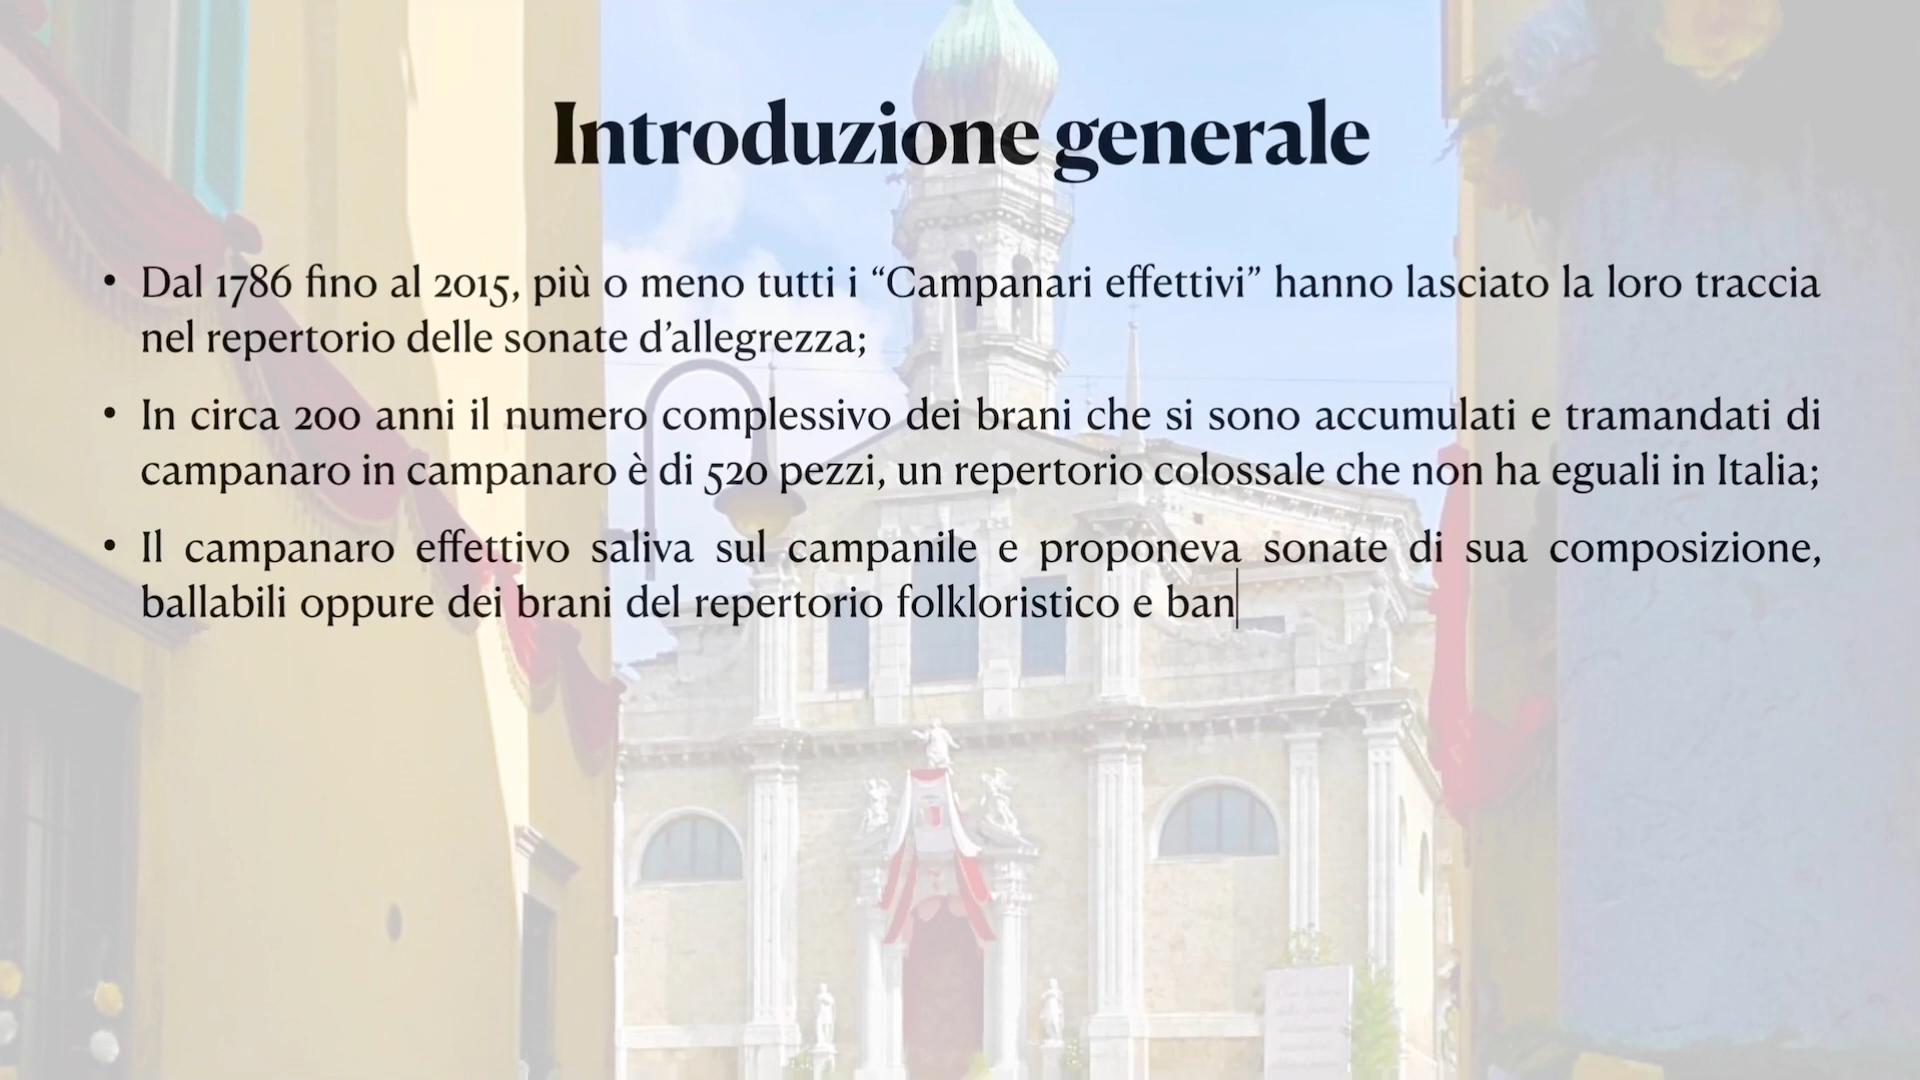 Introduzione generale
• Dal 1786 fino al 2015, più o meno tutti i “Campanari effettivi” hanno lasciato la loro traccia
nel repertorio delle sonate d’allegrezza;
• In circa 200 anni il numero complessivo dei brani che si sono accumulati e tramandati di
campanaro in campanaro è di 520 pezzi, un repertorio colossale che non ha eguali in Italia;
• Il campanaro effettivo saliva sul campanile e proponeva sonate di sua composizione,
ballabili oppure dei brani del repertorio folkloristico e ban